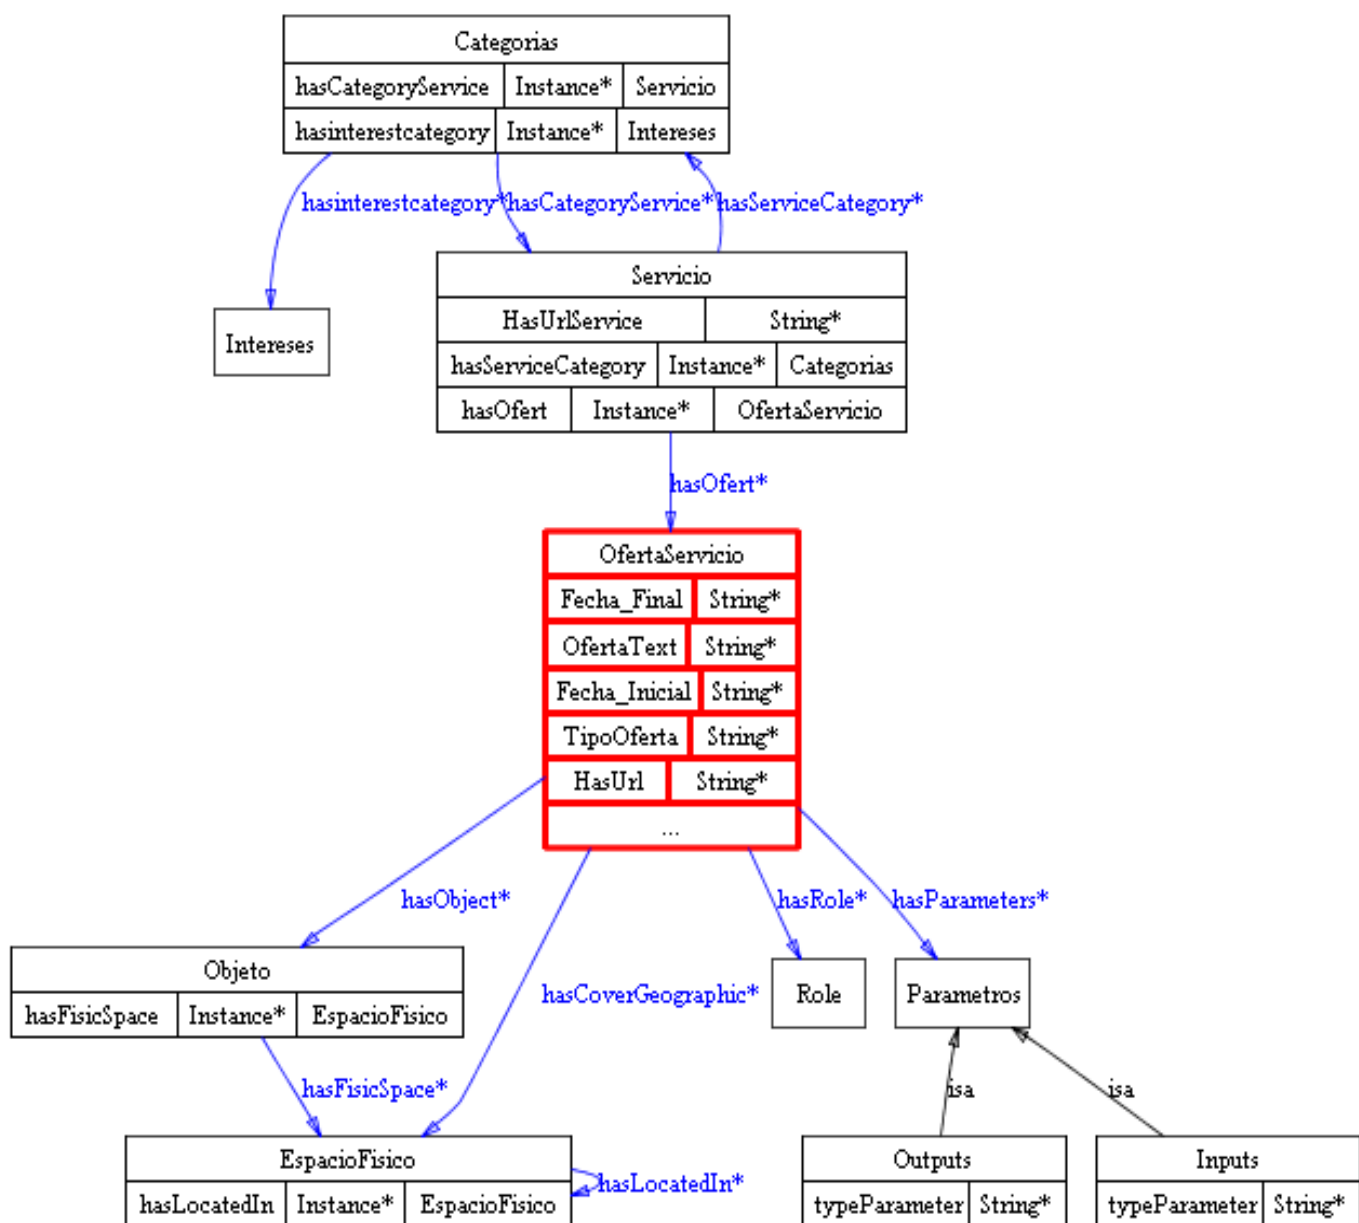 Categorias
hasCategoryService Instance* Servicio
hasinterestcategory Instance* Intereses
hasinterestcategory* hasCategoryService* hasServiceCategory*
Servicio
HasUrlService String*
hasServiceCategory Instance* Categorias
hasOfert Instance* OfertaServicio
Intereses
hasOfert*
OfertaServicio
Fecha_Final String*
OfertaText String*
Fecha_Inicial String*
TipoOferta String*
HasUrl String*
...
hasObject* hasRole* hasParameters*
Objeto
hasFisicSpace Instance* EspacioFisico
hasCoverGeographic*
Role
Parametros
hasFisicSpace*
isa isa
EspacioFisico
hasLocatedIn Instance* EspacioFisico
hasLocatedIn*
Outputs
typeParameter String*
Inputs
typeParameter String*